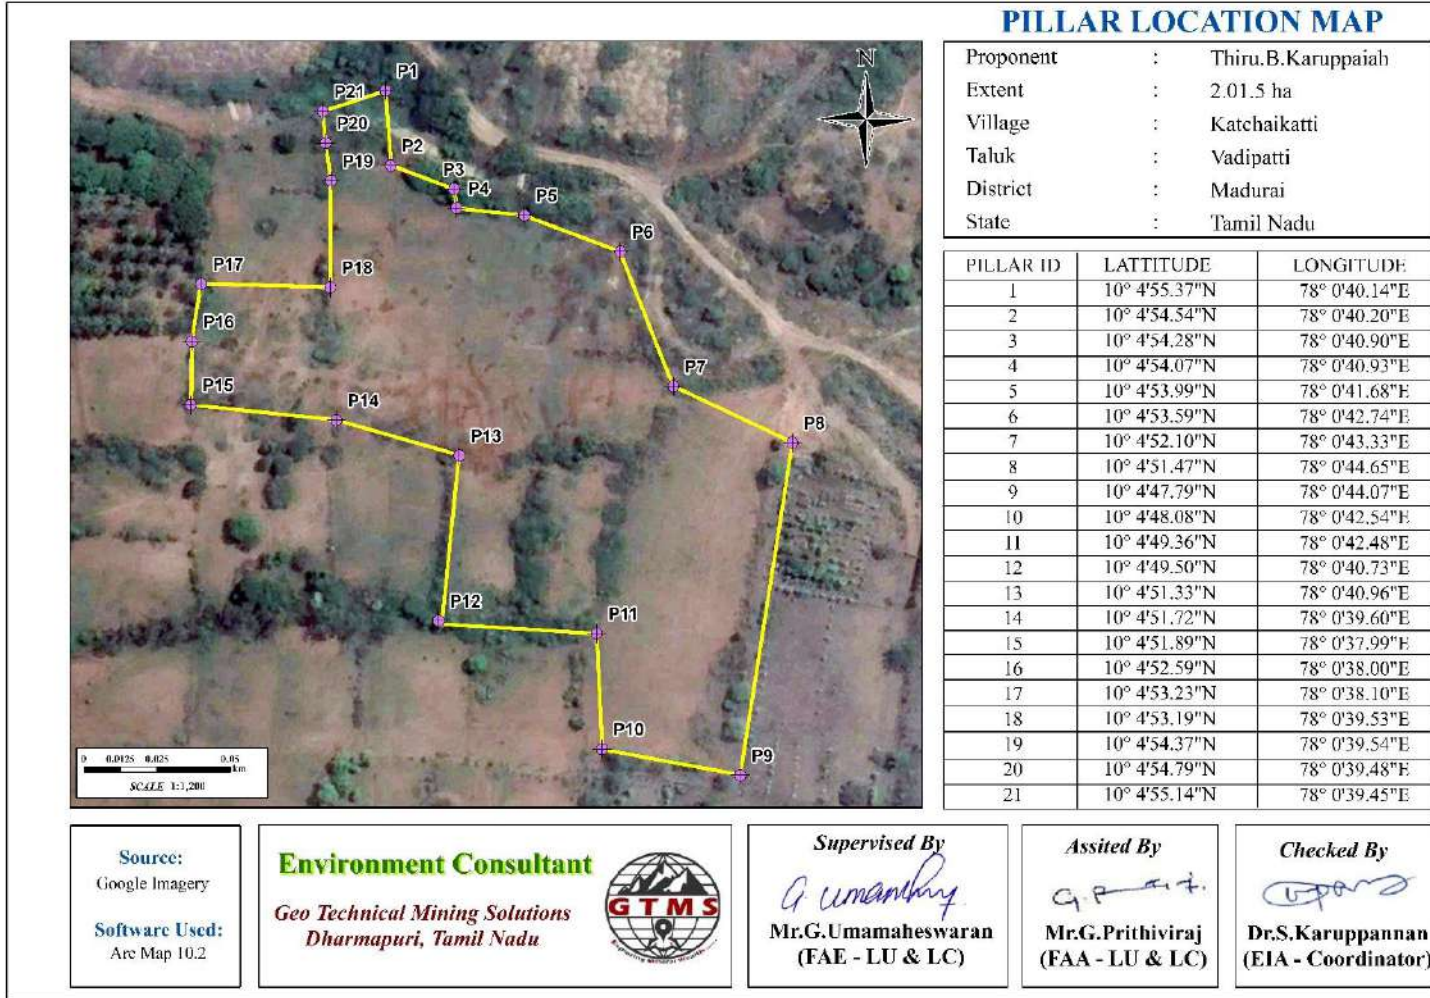 PILLAR LOCATION MAP
Proponent : Thiru.B.Karuppaiah
Extent : 2.01.5 ha
Village : Katchaikatti
Taluk : Vadipatti
District : Madurai
State : Tamil Nadu
PILLAR ID LATTITUDE LONGITUDE
1 10° 4'55.37"N 78° 0'40.14"E
2 10° 4'54.54"N 78° 0'40.20"E
3 10° 4'54.28"N 78° 0'40.90"E
4 10° 4'54.07"N 78° 0'40.93"E
5 10° 4'53.99"N 78° 0'41.68"E
6 10° 4'53.59"N 78° 0'42.74"E
7 10° 4'52.10"N 78° 0'43.33"E
8 10° 4'51.47"N 78° 0'44.65"E
9 10° 4'47.79"N 78° 0'44.07"E
10 10° 4'48.08"N 78° 0'42.54"E
11 10° 4'49.36"N 78° 0'42.48"E
12 10° 4'49.50"N 78° 0'40.73"E
13 10° 4'51.33"N 78° 0'40.96"E
14 10° 4'51.72"N 78° 0'39.60"E
15 10° 4'51.89"N 78° 0'37.99"E
16 10° 4'52.59"N 78° 0'38.00"E
17 10° 4'53.23"N 78° 0'38.10"E
18 10° 4'53.19"N 78° 0'39.53"E
19 10° 4'54.37"N 78° 0'39.54"E
20 10° 4'54.79"N 78° 0'39.48"E
21 10° 4'55.14"N 78° 0'39.45"E
N
P1
P21
P20
P2
P19
P3
P4
P5
P6
P17
P18
P16
P7
P15
P14
P8
P13
P12
P11
P10
P9
0 0.0125 0.025 0.05
km
SCALE 1:1,200
Source:
Google Imagery
Software Used:
Arc Map 10.2
Environment Consultant
Geo Technical Mining Solutions
Dharmapuri, Tamil Nadu
GTMS
Supervised By
Mr.G.Umamaheswaran
(FAE - LU & LC)
Assited By
Mr.G.Prithiviraj
(FAA - LU & LC)
Checked By
Dr.S.Karuppannan
(EIA - Coordinator)